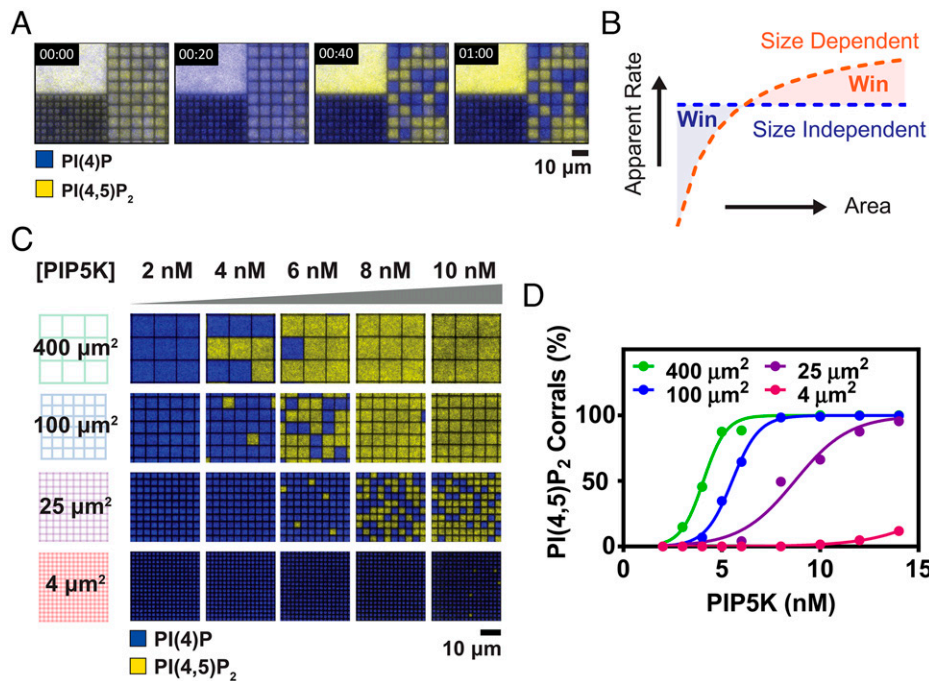 A
00:00
00:20
00:40
01:00
PI(4)P
PI(4,5)P2
10 μm
B
Apparent Rate
Size Dependent
Win
Win
Size Independent
Area
C
[PIP5K]
2 nM
4 nM
6 nM
8 nM
10 nM
400 μm²
100 μm²
25 μm²
4 μm²
PI(4)P
PI(4,5)P2
10 μm
D
PI(4,5)P2 Corrals (%)
400 μm²
25 μm²
100 μm²
4 μm²
100
50
0
0
5
10
15
PIP5K (nM)